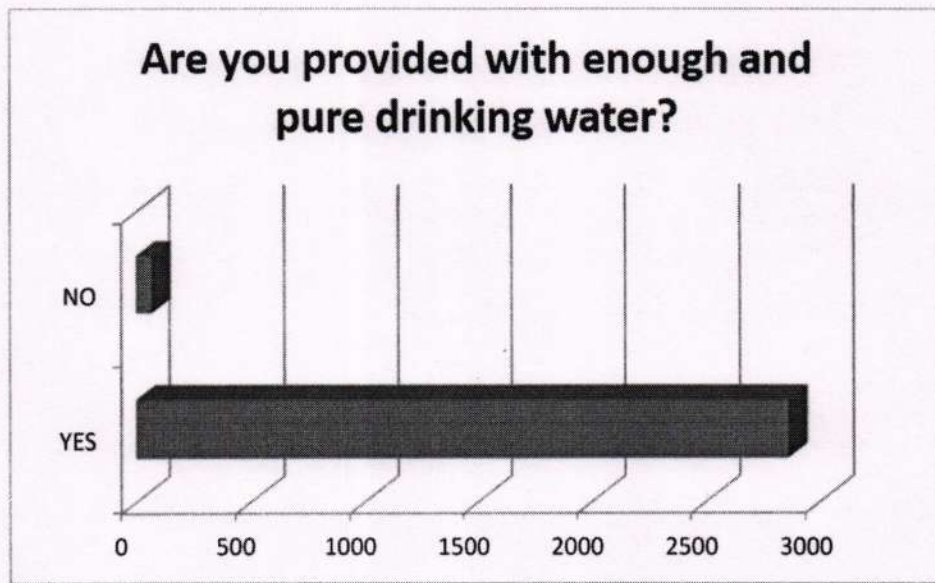 Are you provided with enough and
pure drinking water?
NO
YES
0 500 1000 1500 2000 2500 3000